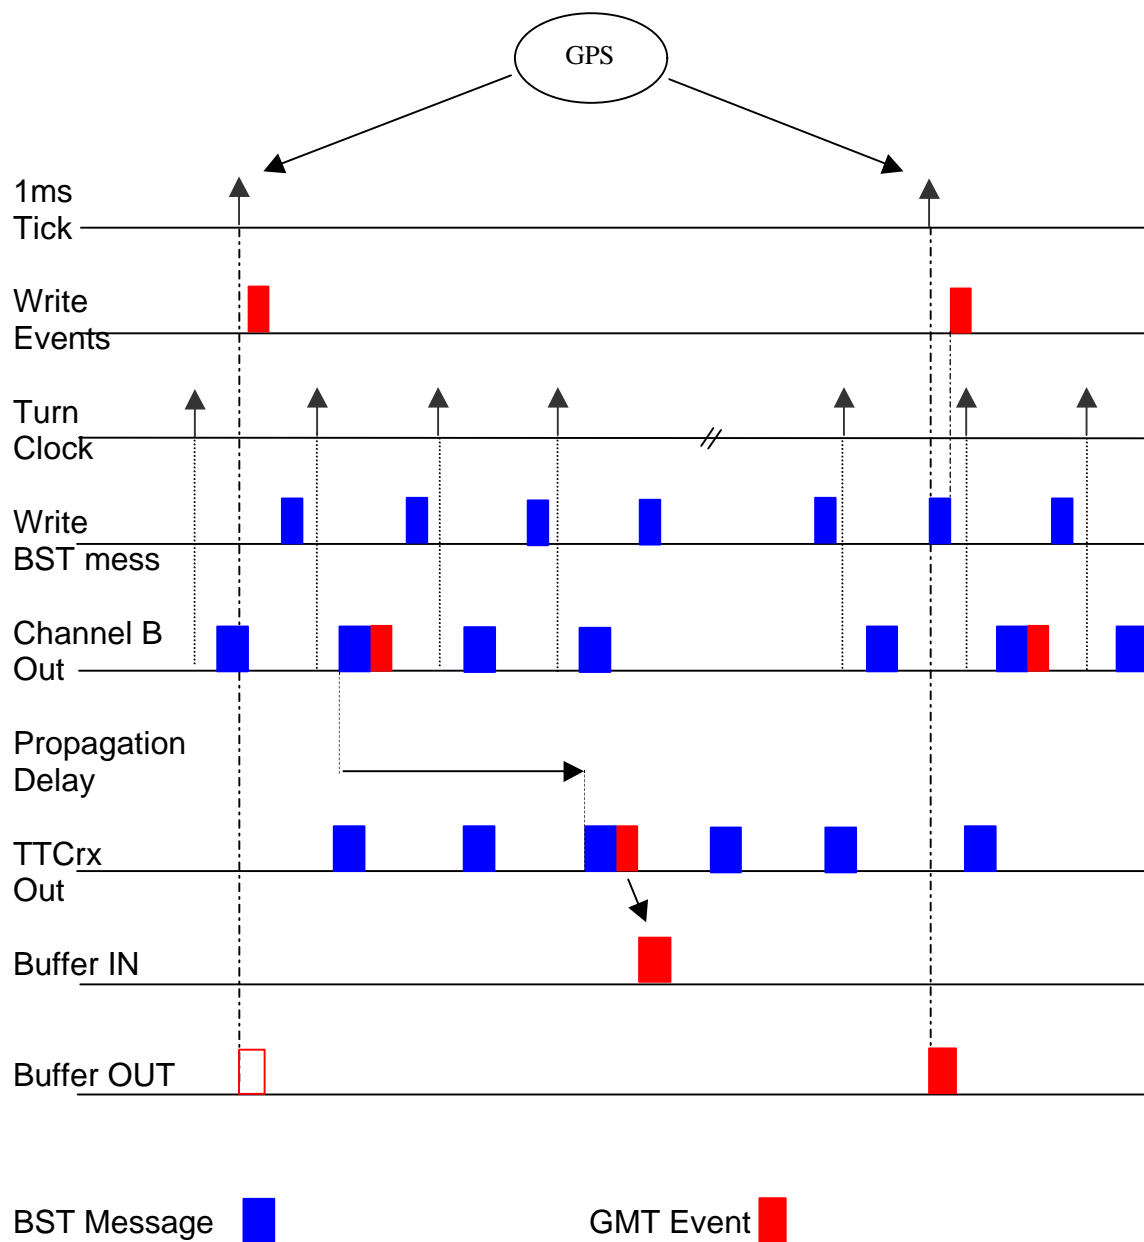 GPS
1ms
Tick
Write
Events
Turn
Clock
Write
BST mess
Channel B
Out
Propagation
Delay
TTCrx
Out
Buffer IN
Buffer OUT
BST Message
GMT Event